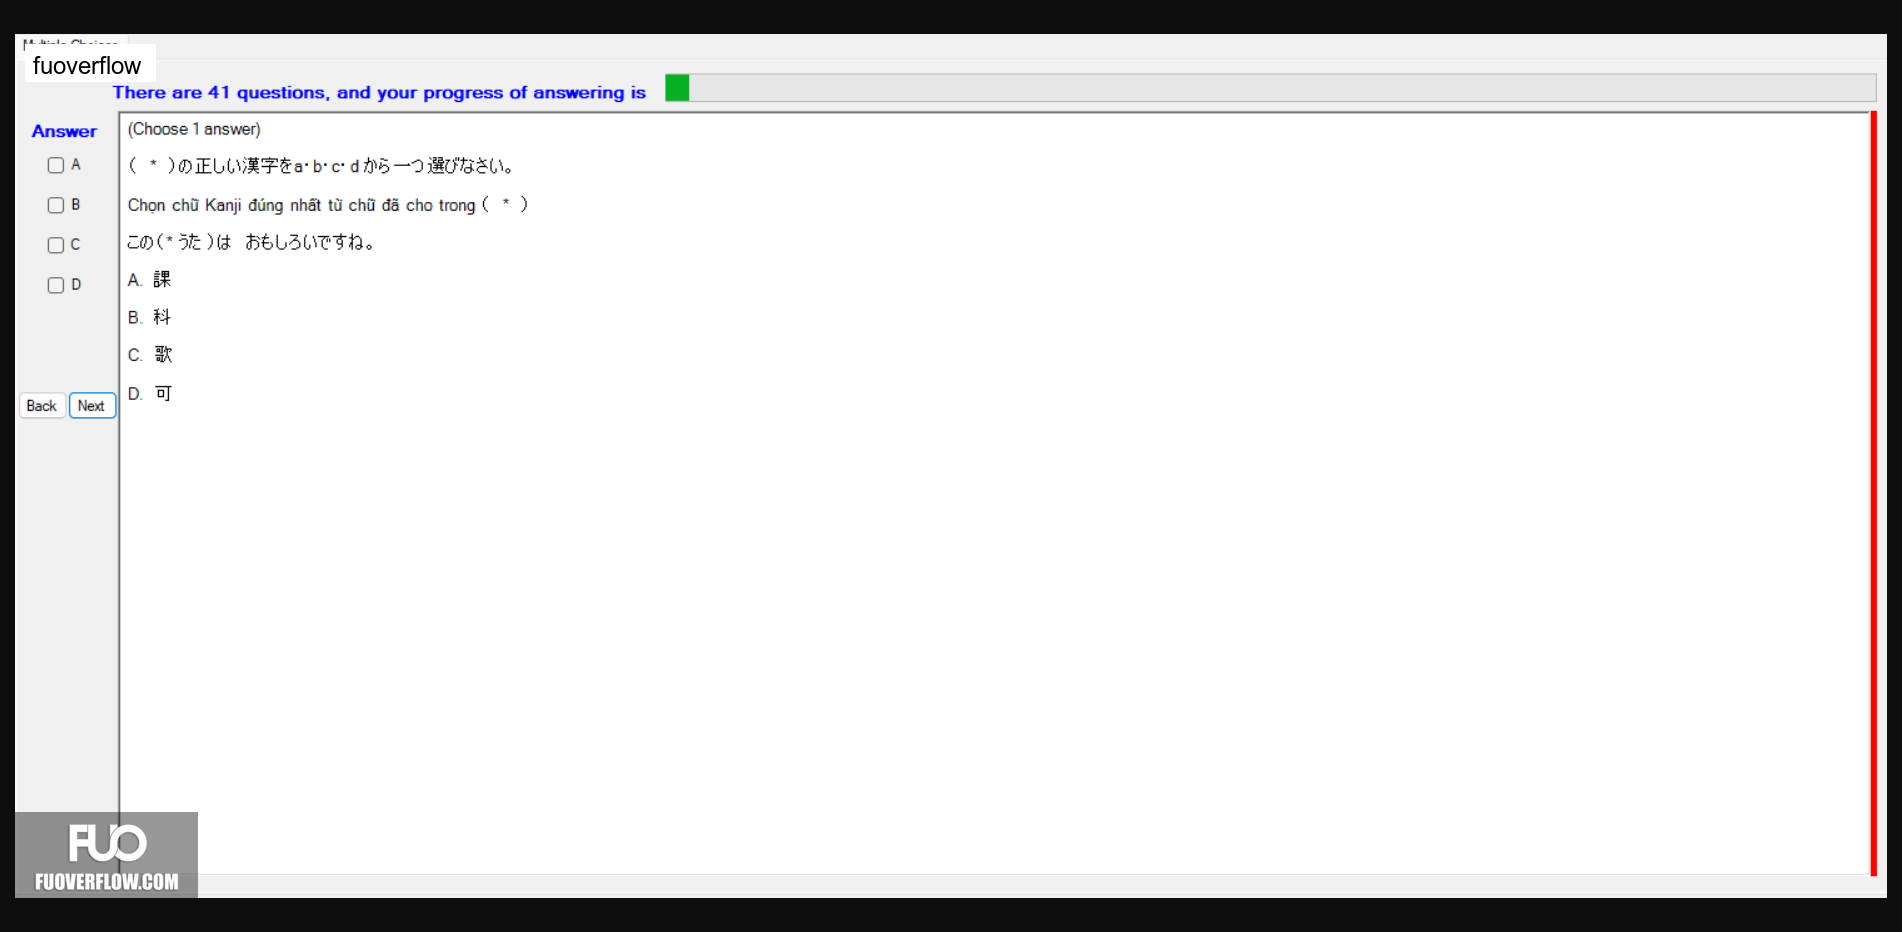 fuoverflow
There are 41 questions, and your progress of answering is
Answer
A
B
C
D
Back Next
(Choose 1 answer)
( * )の正しい漢字をa・b・c・dから一つ選びなさい。
Chọn chữ Kanji đúng nhất từ chữ đã cho trong ( * )
この(*うた)は おもしろいですね。
A. 課
B. 科
C. 歌
D. 可
FUO
FUOVERFLOW.COM